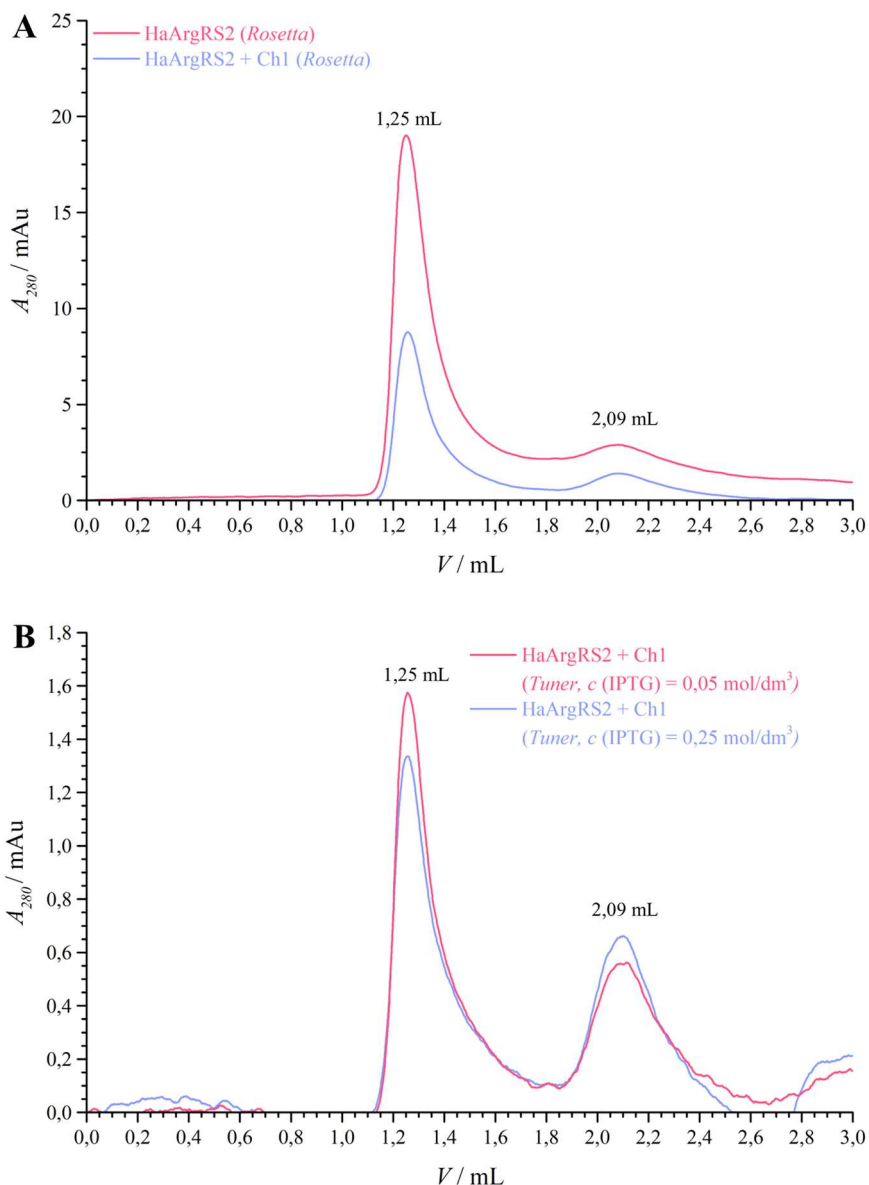 A
25
HaArgRS2 (Rosetta)
HaArgRS2 + Ch1 (Rosetta)
20
1,25 mL
15
A280 / mAu
10
5
2,09 mL
0
0,0 0,2 0,4 0,6 0,8 1,0 1,2 1,4 1,6 1,8 2,0 2,2 2,4 2,6 2,8 3,0
V / mL
B
1,8
HaArgRS2 + Ch1
(Tuner, c (IPTG) = 0,05 mol/dm³)
HaArgRS2 + Ch1
(Tuner, c (IPTG) = 0,25 mol/dm³)
1,25 mL
1,6
1,4
1,2
1,0
A280 / mAu
0,8
2,09 mL
0,6
0,4
0,2
0,0
0,0 0,2 0,4 0,6 0,8 1,0 1,2 1,4 1,6 1,8 2,0 2,2 2,4 2,6 2,8 3,0
V / mL